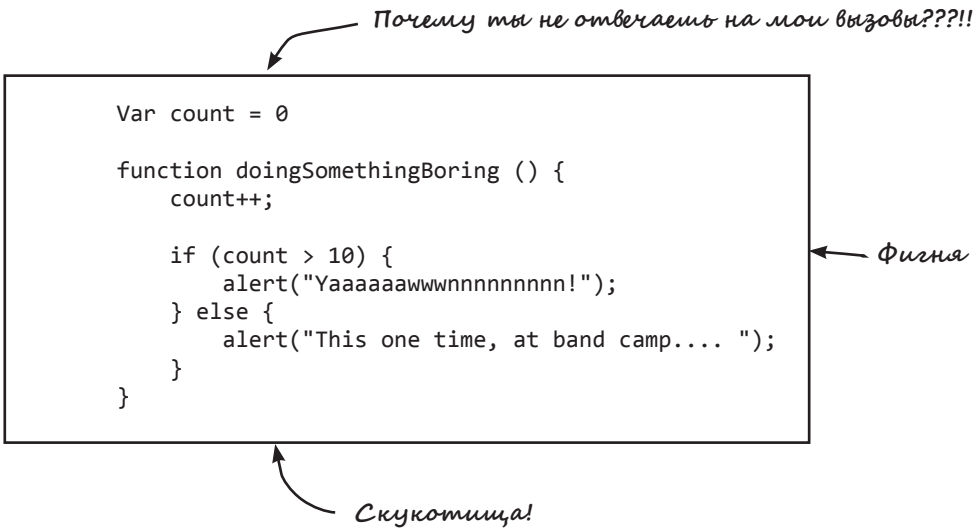 Почему ты не отвечаешь на мои вызовы???!!
Var count = 0
function doingSomethingBoring () {
    count++;
    if (count > 10) {
        alert("Yaaaaaawwwnnnnnnnnn!");
    } else {
        alert("This one time, at band camp.... ");
    }
}
Фигня
Скукотища!